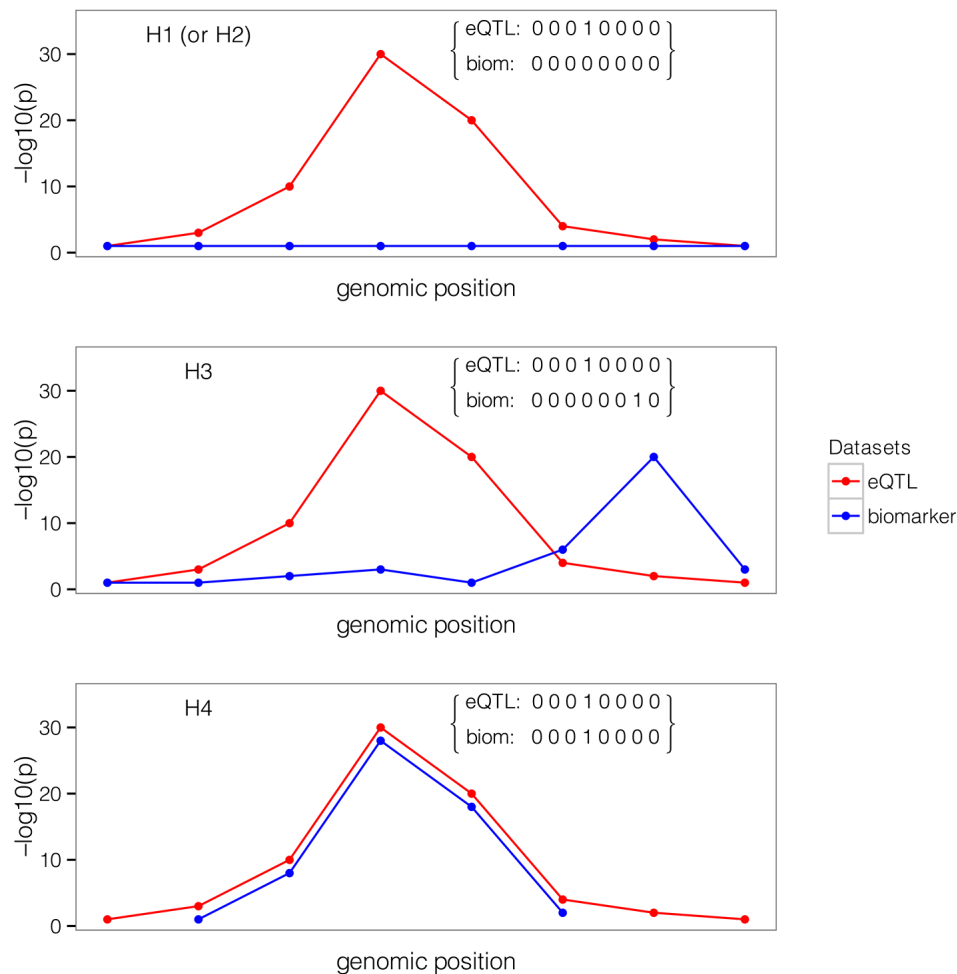 H1 (or H2)
eQTL: 0 0 0 1 0 0 0 0
biom: 0 0 0 0 0 0 0 0
30
20
10
0
−log10(p)
genomic position
H3
eQTL: 0 0 0 1 0 0 0 0
biom: 0 0 0 0 0 0 1 0
30
20
10
0
−log10(p)
genomic position
Datasets
eQTL
biomarker
H4
eQTL: 0 0 0 1 0 0 0 0
biom: 0 0 0 1 0 0 0 0
30
20
10
0
−log10(p)
genomic position